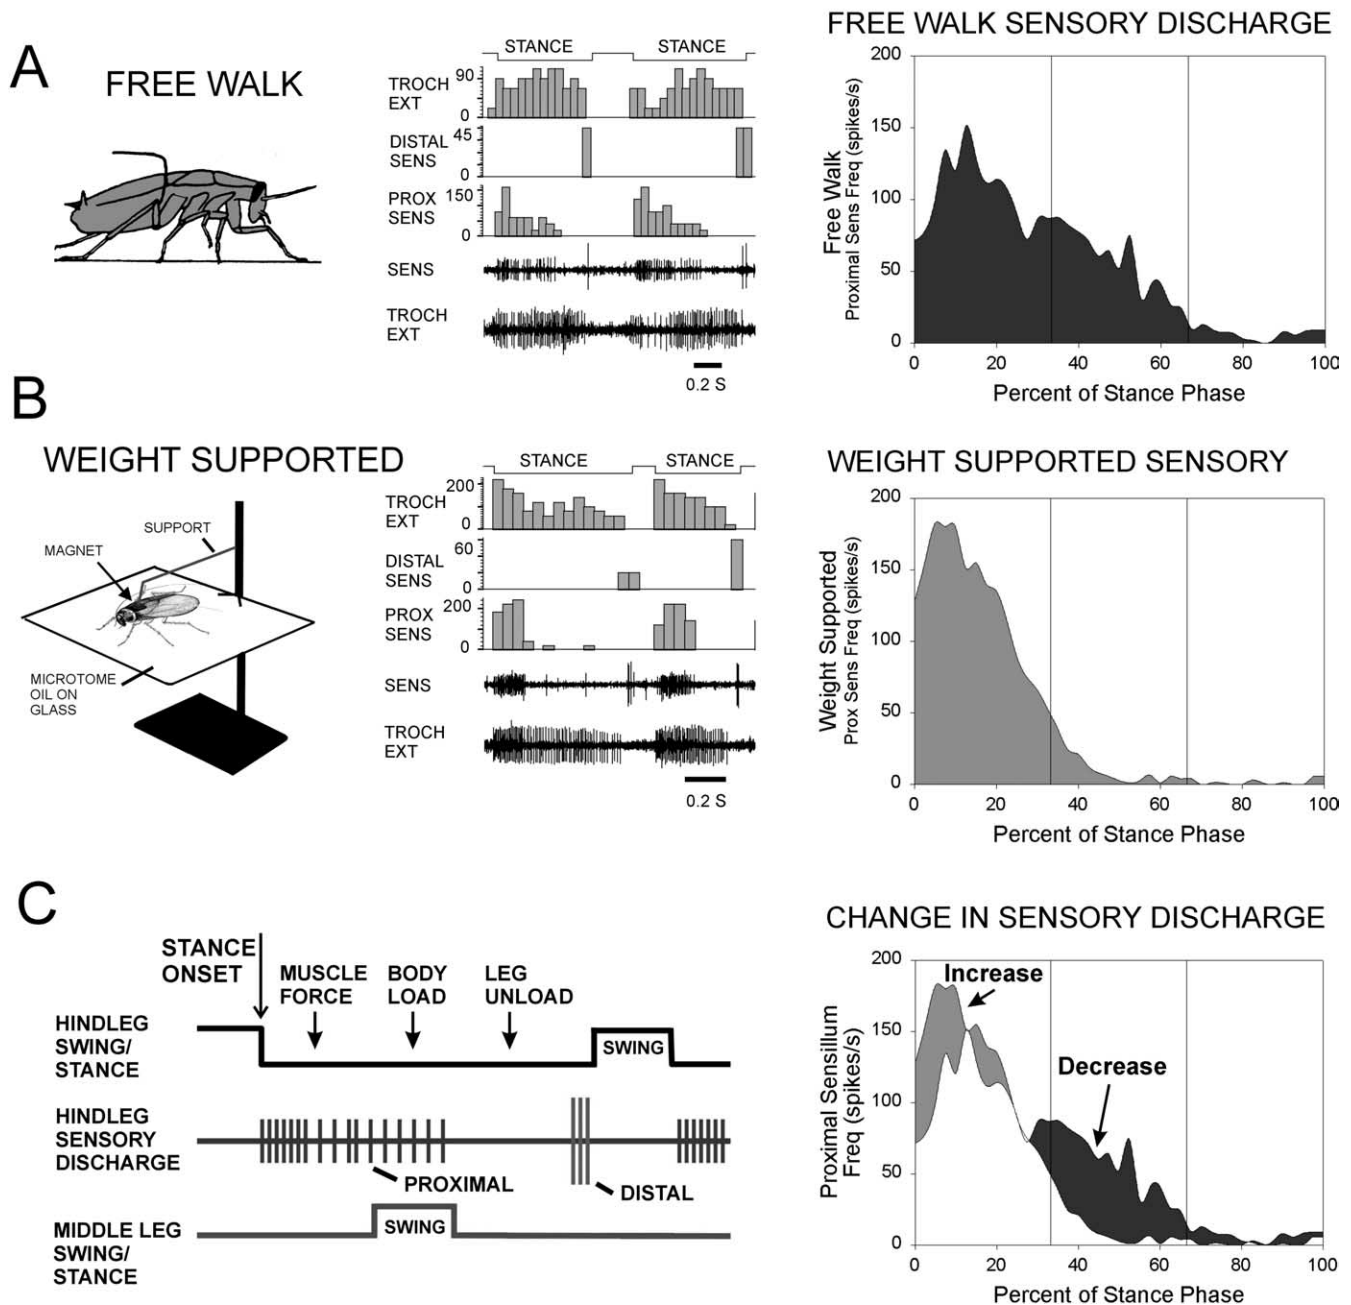 A
FREE WALK
STANCE
STANCE
TROCH
EXT
90
0
DISTAL
SENS
45
0
PROX
SENS
150
0
SENS
TROCH
EXT
0.2 S
FREE WALK SENSORY DISCHARGE
Free Walk
Proximal Sens Freq (spikes/s)
200
150
100
50
0
0 20 40 60 80 100
Percent of Stance Phase
B
WEIGHT SUPPORTED
SUPPORT
MAGNET
MICROTOME
OIL ON
GLASS
STANCE
STANCE
TROCH
EXT
200
0
DISTAL
SENS
60
0
PROX
SENS
200
0
SENS
TROCH
EXT
0.2 S
WEIGHT SUPPORTED SENSORY
Weight Supported
Prox Sens Freq (spikes/s)
200
150
100
50
0
0 20 40 60 80 100
Percent of Stance Phase
C
STANCE
ONSET
MUSCLE
FORCE
BODY
LOAD
LEG
UNLOAD
HINDLEG
SWING/
STANCE
SWING
HINDLEG
SENSORY
DISCHARGE
PROXIMAL
DISTAL
MIDDLE LEG
SWING/
STANCE
SWING
CHANGE IN SENSORY DISCHARGE
Increase
Decrease
Proximal Sensillum
Freq (spikes/s)
200
150
100
50
0
0 20 40 60 80 100
Percent of Stance Phase